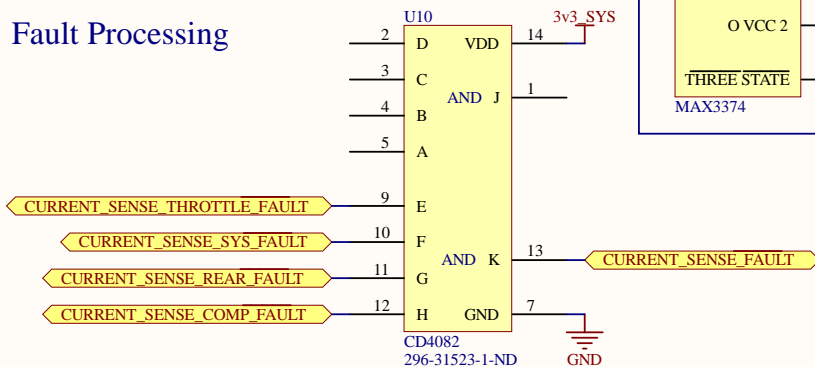 Fault Processing
U10
3v3_SYS
2 D VDD 14
3 C
AND J 1
4 B
5 A
CURRENT_SENSE_THROTTLE_FAULT 9 E
CURRENT_SENSE_SYS_FAULT 10 F
CURRENT_SENSE_REAR_FAULT 11 G
AND K 13 CURRENT_SENSE_FAULT
CURRENT_SENSE_COMP_FAULT 12 H GND 7
CD4082
296-31523-1-ND
GND
O VCC 2
THREE STATE
MAX3374